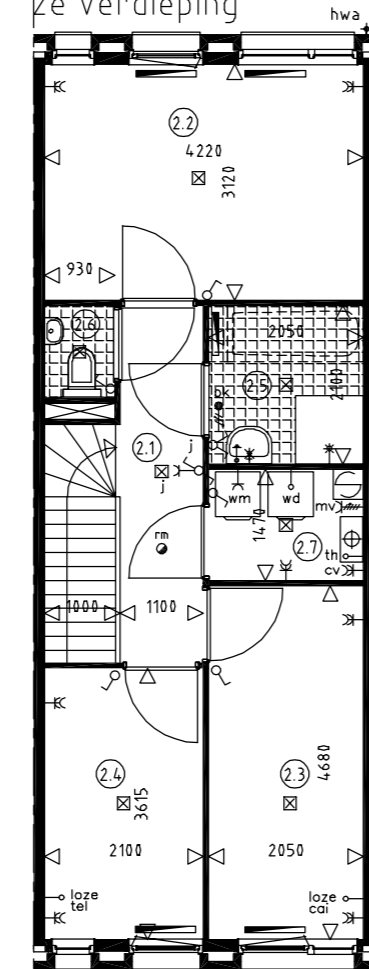 2e verdieping
hwa
2.2
4220
3120
930
2.6
2050
2.5
2100
bk
2.1
j
j
wm
wd
mv
1470
2.7
th
cv
rm
1000
1100
2.4
3615
2.3
4680
2100
2050
loze
tel
loze
cai